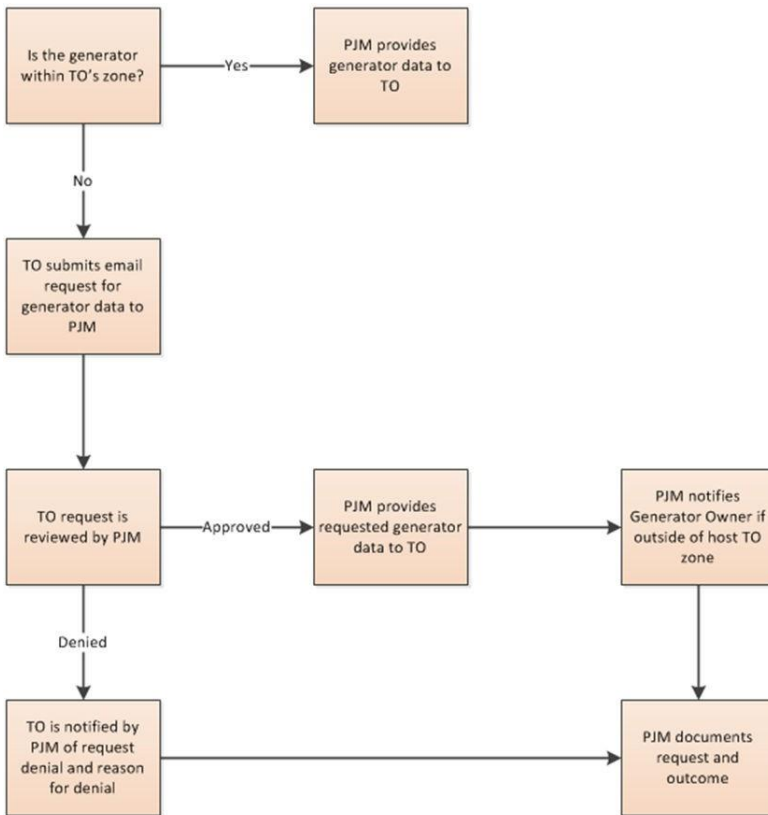 Is the generator
within TO's zone?
Yes
PJM provides
generator data to
TO
No
TO submits email
request for
generator data to
PJM
TO request is
reviewed by PJM
Approved
PJM provides
requested generator
data to TO
PJM notifies
Generator Owner if
outside of host TO
zone
Denied
TO is notified by
PJM of request
denial and reason
for denial
PJM documents
request and
outcome